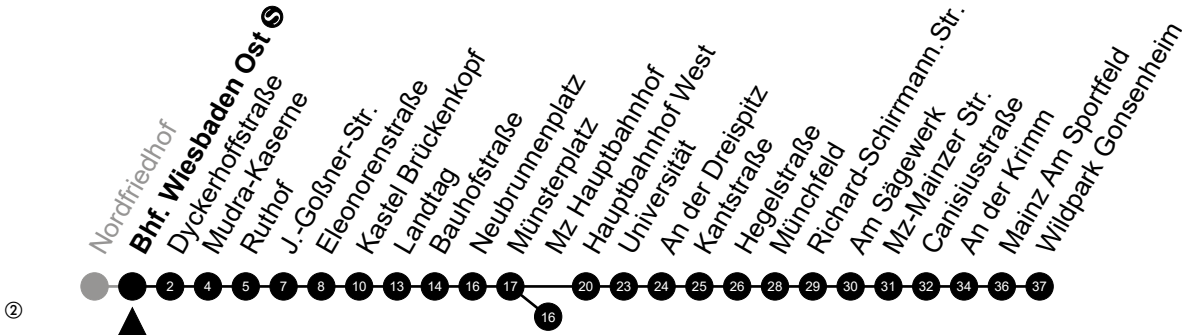 Nordfriedhof
Bhf. Wiesbaden Ost Ⓢ
Dyckerhoffstraße
Mudra-Kaserne
Ruthof
J.-Goßner-Str.
Eleonorenstraße
Kastel Brückenkopf
Landtag
Bauhofstraße
Neubrunnenplatz
Münsterplatz
Mz Hauptbahnhof
Hauptbahnhof West
Universität
An der Dreispitz
Kantstraße
Hegelstraße
Münchfeld
Richard-Schirrmann.Str.
Am Sägewerk
Mz-Mainzer Str.
Canisiusstraße
An der Krimm
Mainz Am Sportfeld
Wildpark Gonsenheim
2 4 5 7 8 10 13 14 16 17 20 23 24 25 26 28 29 30 31 32 34 36 37
16
②